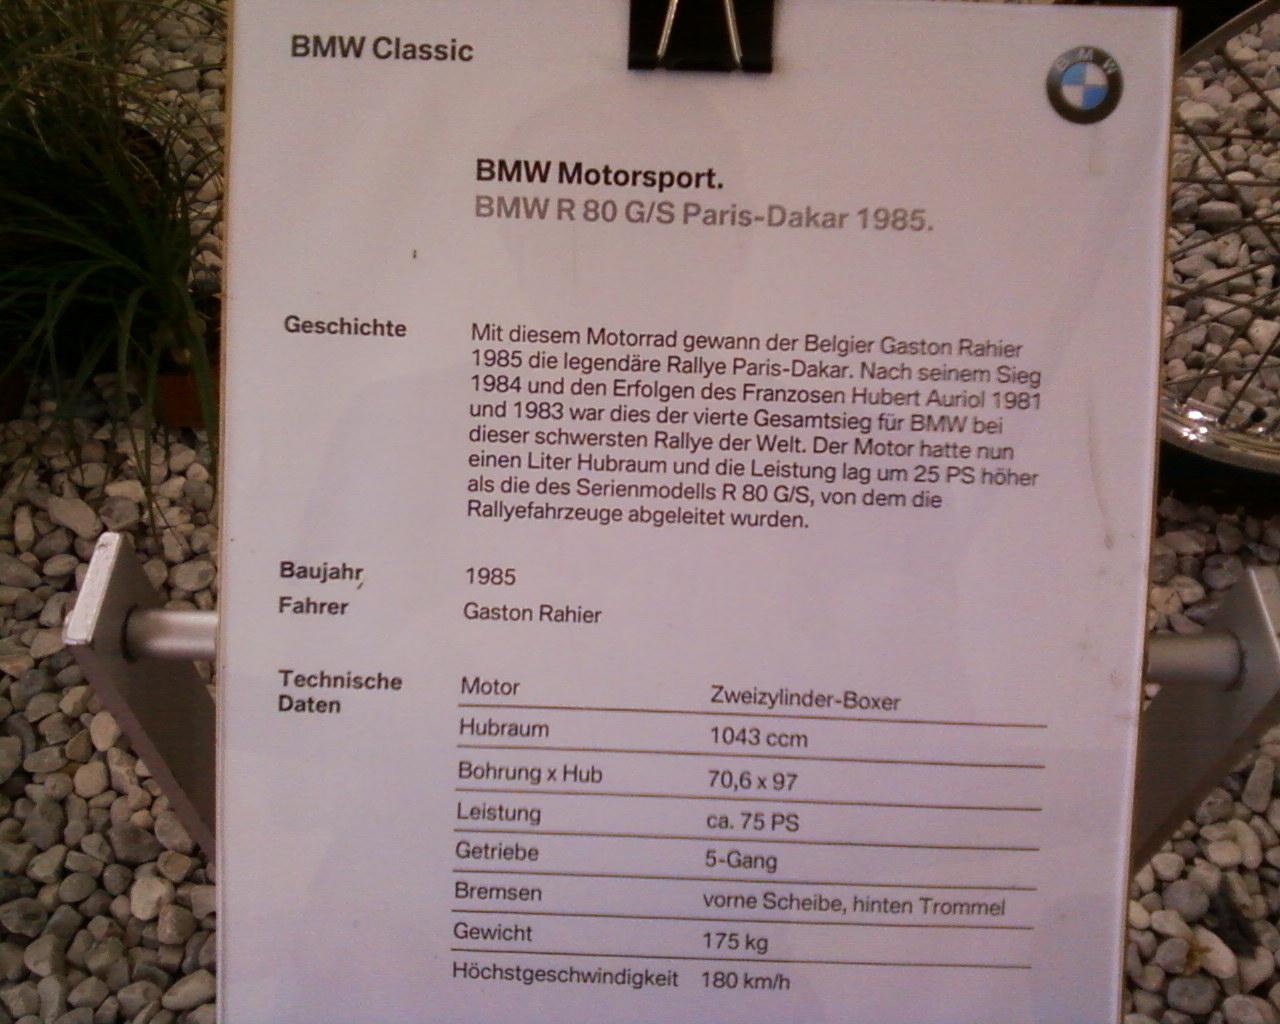 BMW Classic
BMW
BMW Motorsport.
BMW R 80 G/S Paris-Dakar 1985.
Geschichte
Mit diesem Motorrad gewann der Belgier Gaston Rahier
1985 die legendäre Rallye Paris-Dakar. Nach seinem Sieg
1984 und den Erfolgen des Franzosen Hubert Auriol 1981
und 1983 war dies der vierte Gesamtsieg für BMW bei
dieser schwersten Rallye der Welt. Der Motor hatte nun
einen Liter Hubraum und die Leistung lag um 25 PS höher
als die des Serienmodells R 80 G/S, von dem die
Rallyefahrzeuge abgeleitet wurden.
Baujahr 1985
Fahrer Gaston Rahier
Technische Daten
Motor Zweizylinder-Boxer
Hubraum 1043 ccm
Bohrung x Hub 70,6 x 97
Leistung ca. 75 PS
Getriebe 5-Gang
Bremsen vorne Scheibe, hinten Trommel
Gewicht 175 kg
Höchstgeschwindigkeit 180 km/h